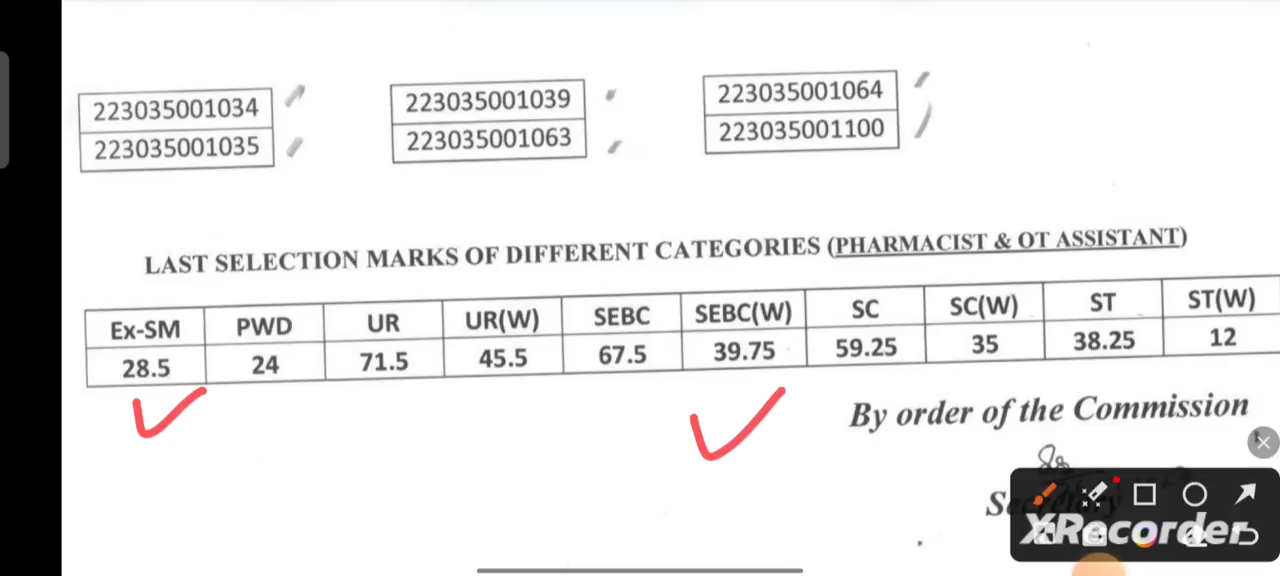 223035001034 223035001039 223035001064
223035001035 223035001063 223035001100
LAST SELECTION MARKS OF DIFFERENT CATEGORIES (PHARMACIST & OT ASSISTANT)
Ex-SM PWD UR UR(W) SEBC SEBC(W) SC SC(W) ST ST(W)
28.5 24 71.5 45.5 67.5 39.75 59.25 35 38.25 12
By order of the Commission
Secretary
XRecorder